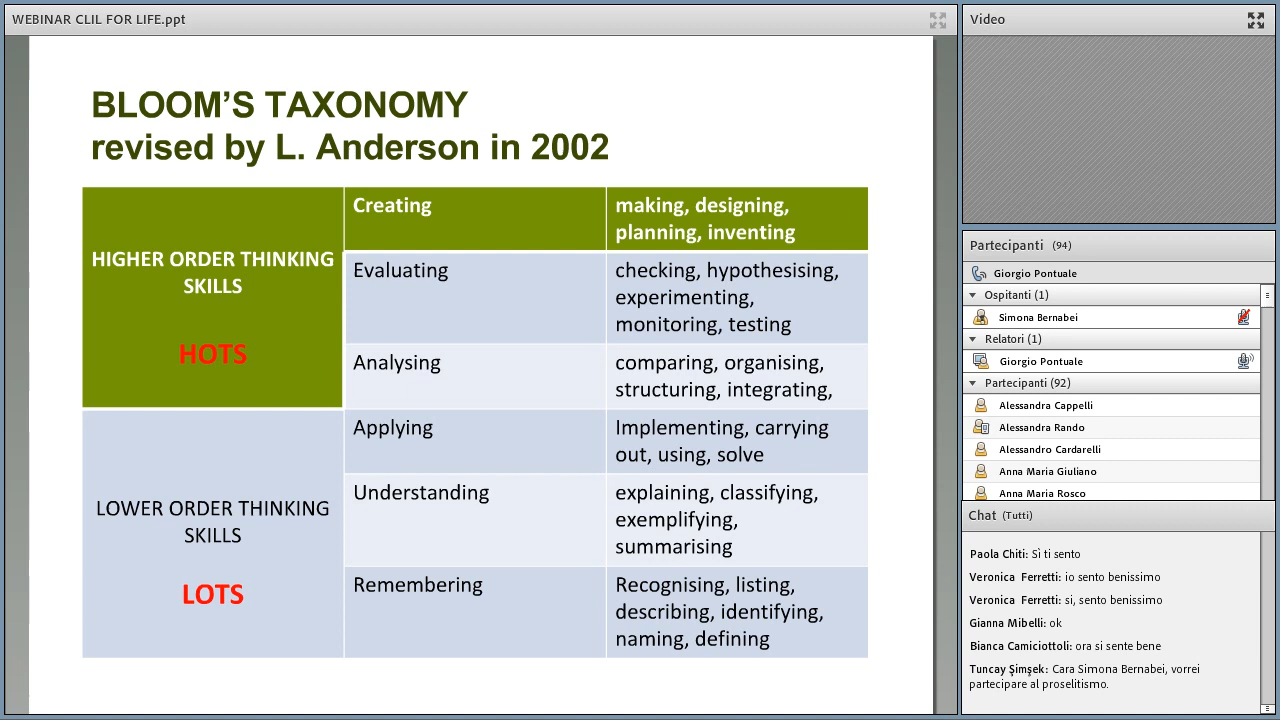 WEBINAR CLIL FOR LIFE.ppt
BLOOM’S TAXONOMY
revised by L. Anderson in 2002
HIGHER ORDER THINKING
SKILLS
HOTS
Creating
making, designing,
planning, inventing
Evaluating
checking, hypothesising,
experimenting,
monitoring, testing
Analysing
comparing, organising,
structuring, integrating,
LOWER ORDER THINKING
SKILLS
LOTS
Applying
Implementing, carrying
out, using, solve
Understanding
explaining, classifying,
exemplifying,
summarising
Remembering
Recognising, listing,
describing, identifying,
naming, defining
Video
Partecipanti (94)
Giorgio Pontuale
Ospitanti (1)
Simona Bernabei
Relatori (1)
Giorgio Pontuale
Partecipanti (92)
Alessandra Cappelli
Alessandra Rando
Alessandro Cardarelli
Anna Maria Giuliano
Anna Maria Rosco
Chat (Tutti)
Paola Chiti: Sì ti sento
Veronica Ferretti: io sento benissimo
Veronica Ferretti: si, sento benissimo
Gianna Mibelli: ok
Bianca Camiciottoli: ora si sente bene
Tuncay Şimşek: Cara Simona Bernabei, vorrei
partecipare al proselitismo.